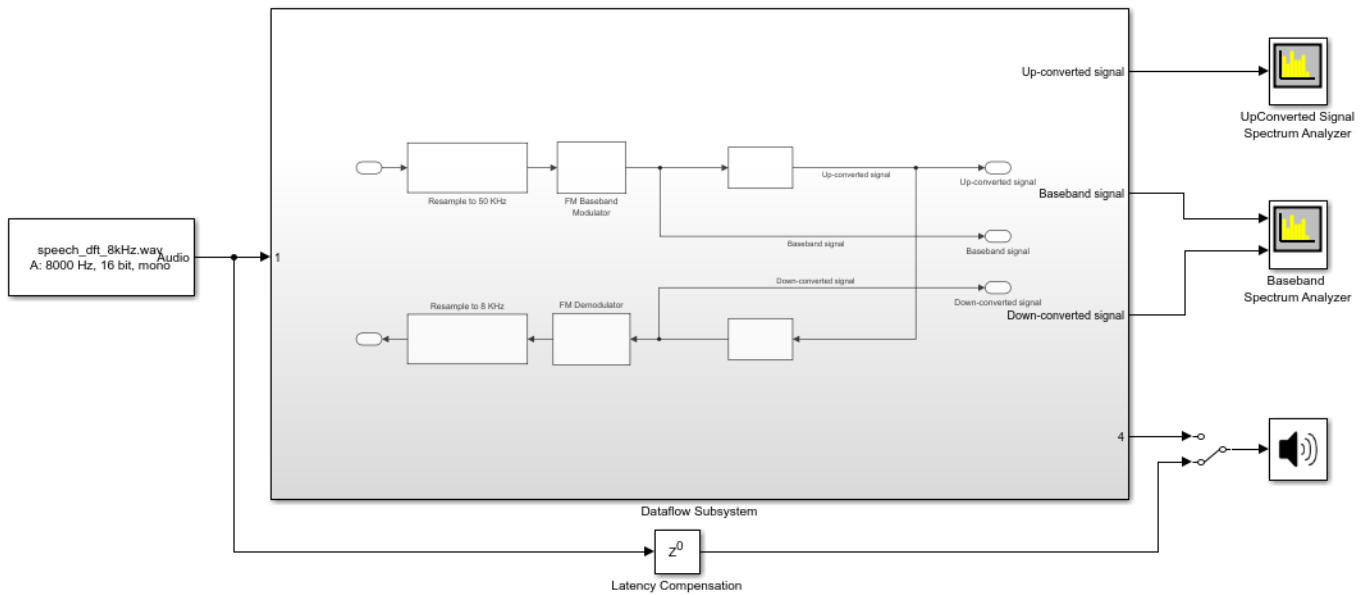 Up-converted signal
UpConverted Signal
Spectrum Analyzer
Up-converted signal
Up-converted signal
Resample to 50 KHz
FM Baseband
Modulator
Baseband signal
Baseband signal
Baseband signal
speech_dft_8kHz.wav
A: 8000 Hz, 16 bit, mono
Audio
1
Down-converted signal
Down-converted signal
Baseband
Spectrum Analyzer
Resample to 8 KHz
FM Demodulator
Down-converted signal
4
Dataflow Subsystem
Z0
Latency Compensation